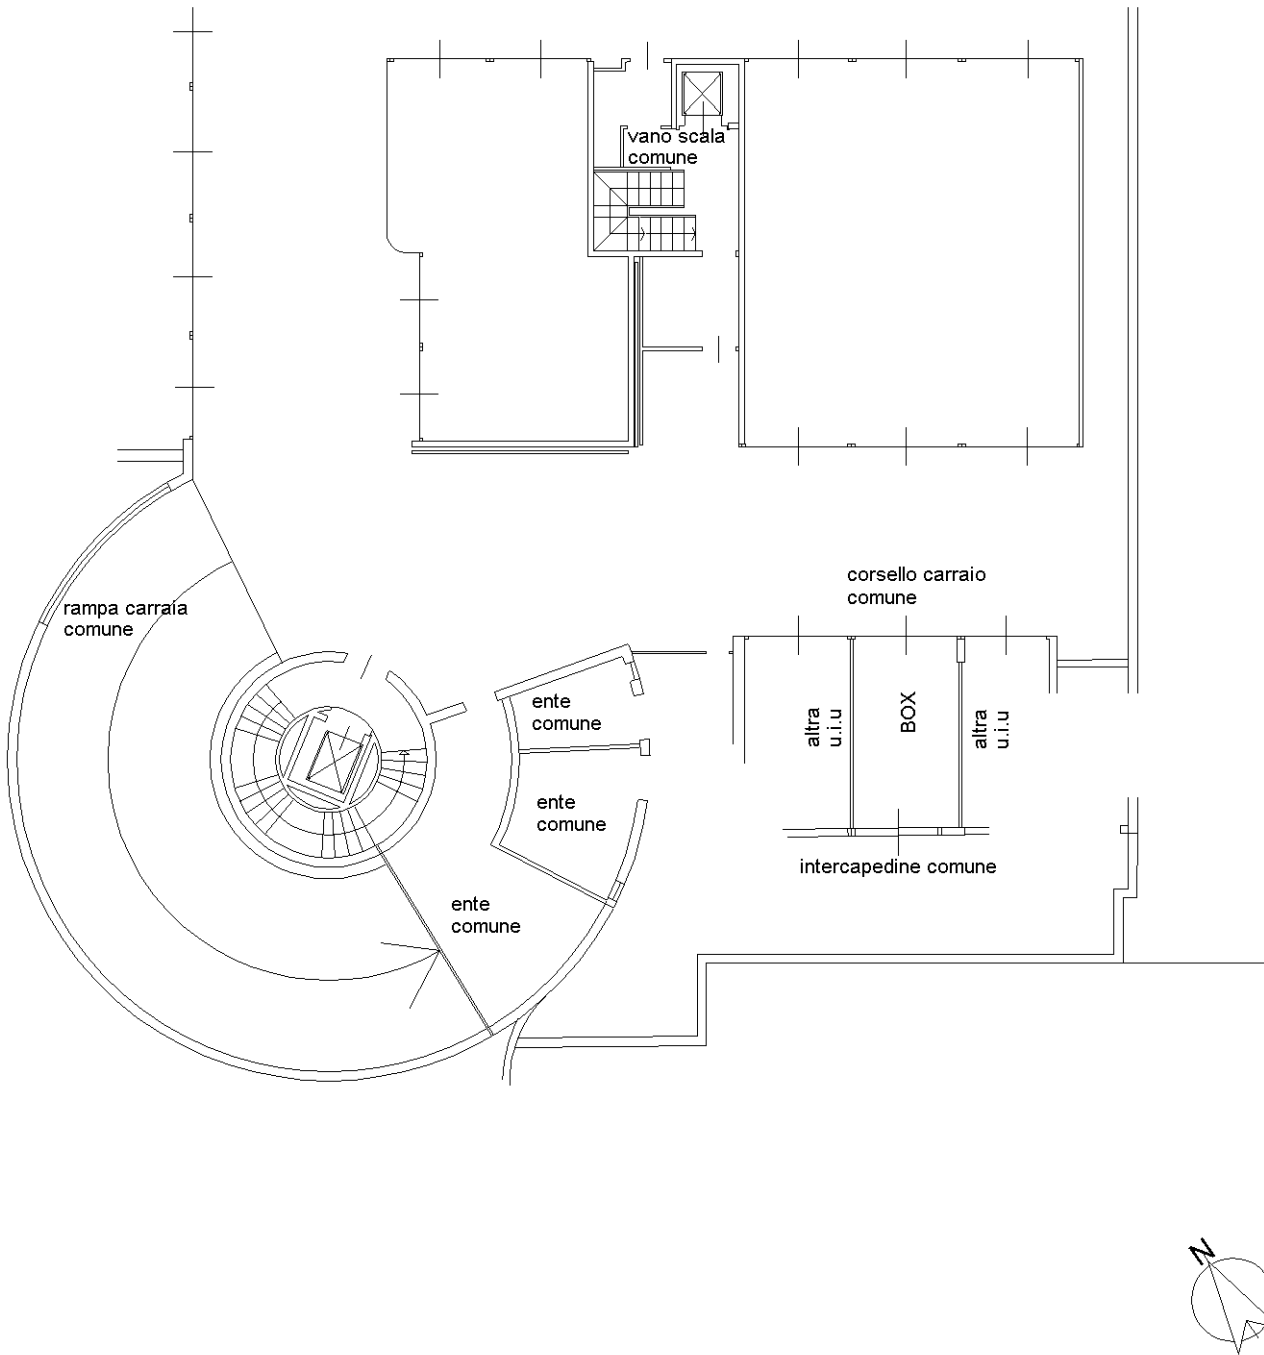 vano scala
comune
corsello carraio
comune
rampa carraia
comune
ente
comune
altra
u.i.u
BOX
altra
u.i.u
ente
comune
intercapedine comune
ente
comune
N